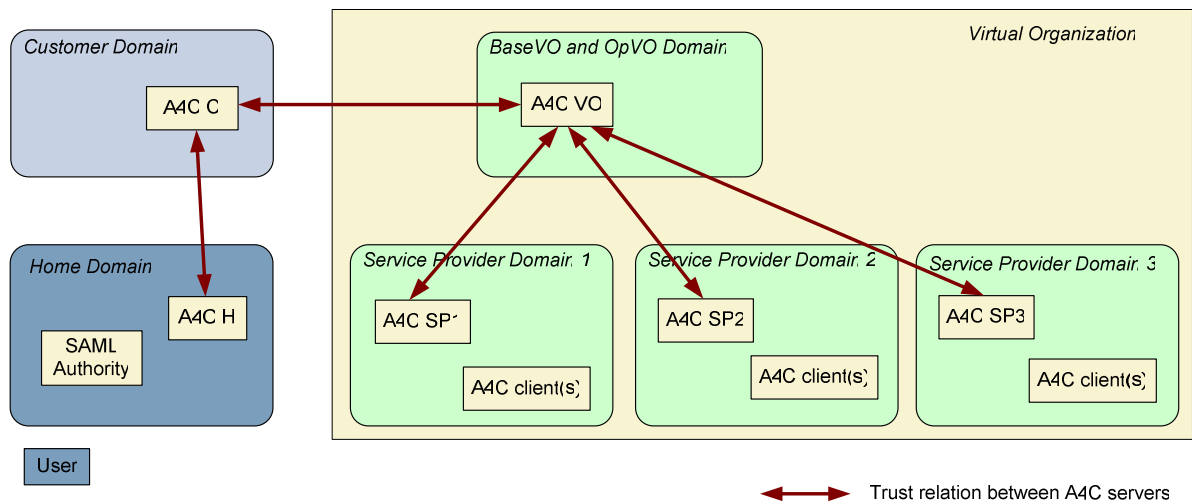 Customer Domain
A4C C
Virtual Organization
BaseVO and OpVO Domain
A4C VO
Home Domain
A4C H
SAML
Authority
User
Service Provider Domain 1
A4C SP1
A4C client(s)
Service Provider Domain 2
A4C SP2
A4C client(s)
Service Provider Domain 3
A4C SP3
A4C client(s)
Trust relation between A4C servers